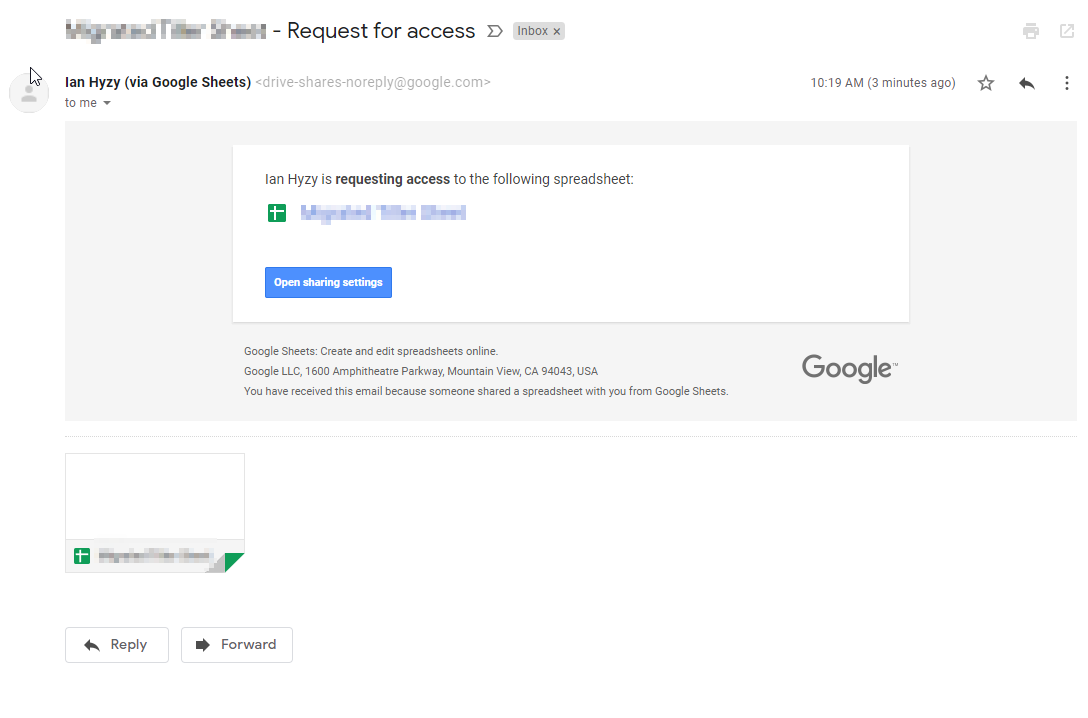 - Request for access Inbox ×
Ian Hyzy (via Google Sheets) <drive-shares-noreply@google.com> 10:19 AM (3 minutes ago)
to me
Ian Hyzy is requesting access to the following spreadsheet:
Open sharing settings
Google Sheets: Create and edit spreadsheets online.
Google LLC, 1600 Amphitheatre Parkway, Mountain View, CA 94043, USA
You have received this email because someone shared a spreadsheet with you from Google Sheets.
Google™
Reply Forward